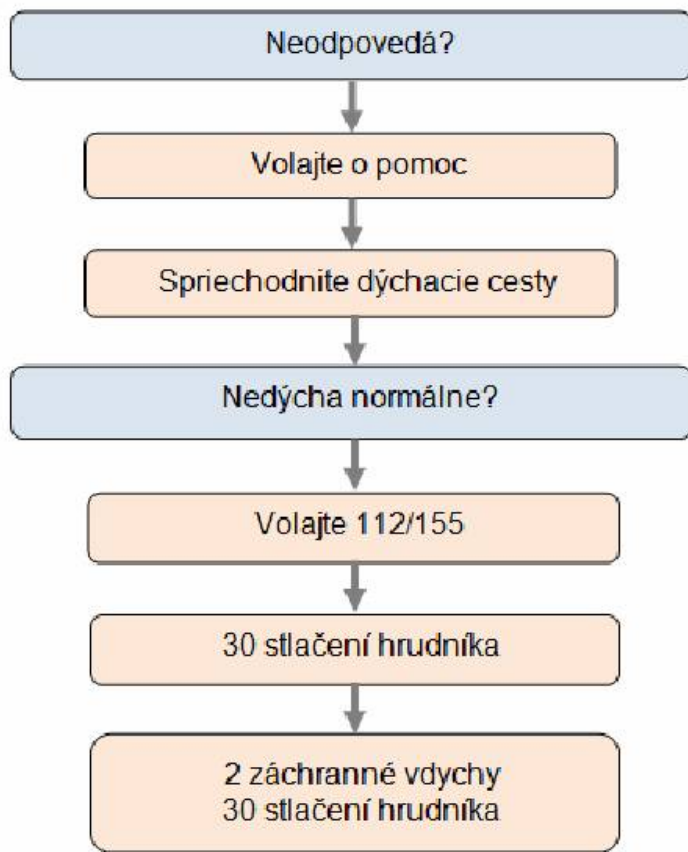 Neodpovedá?
Volajte o pomoc
Spriechodnite dýchacie cesty
Nedýcha normálne?
Volajte 112/155
30 stlačení hrudníka
2 záchranné vdychy
30 stlačení hrudníka